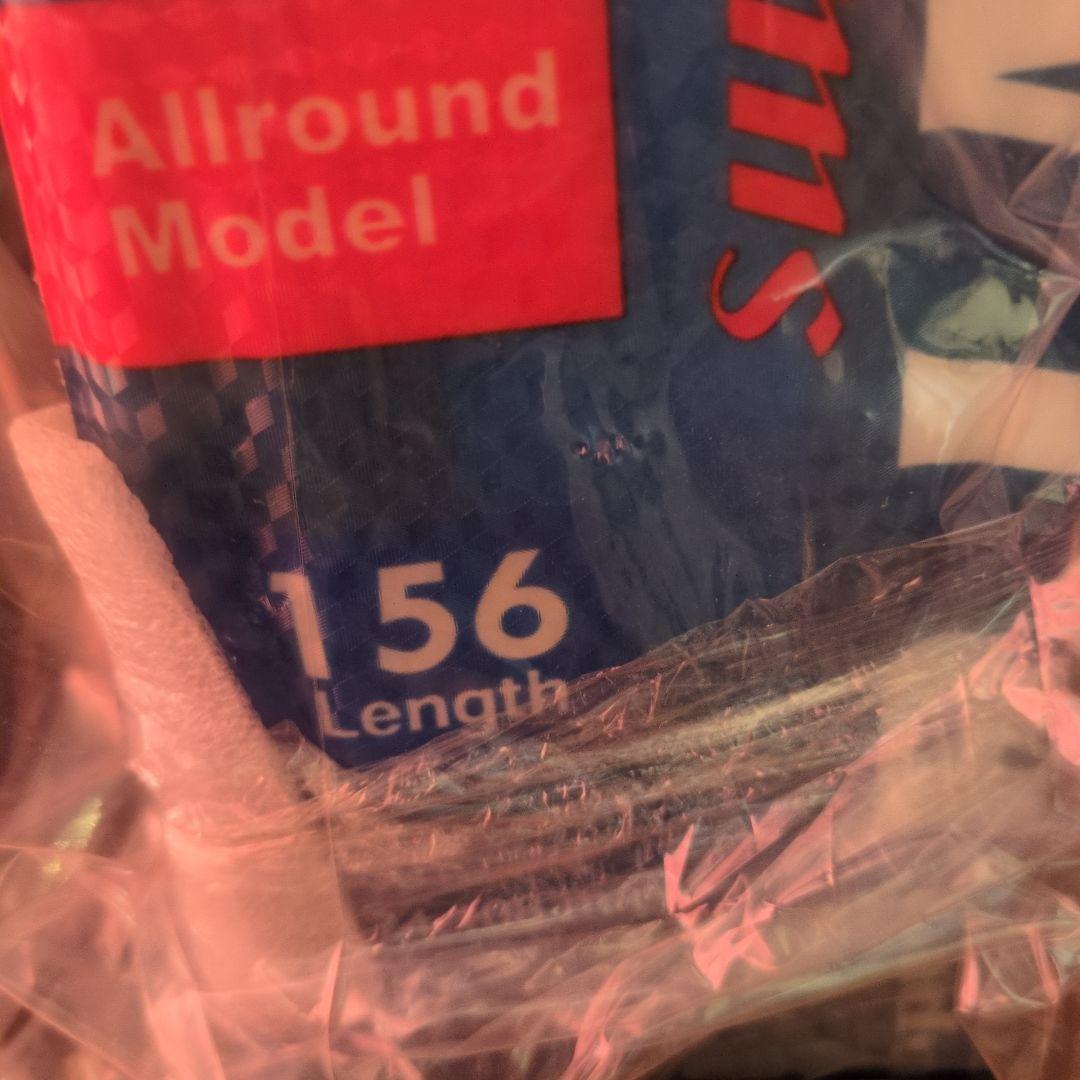 Allround
Model
156
Length